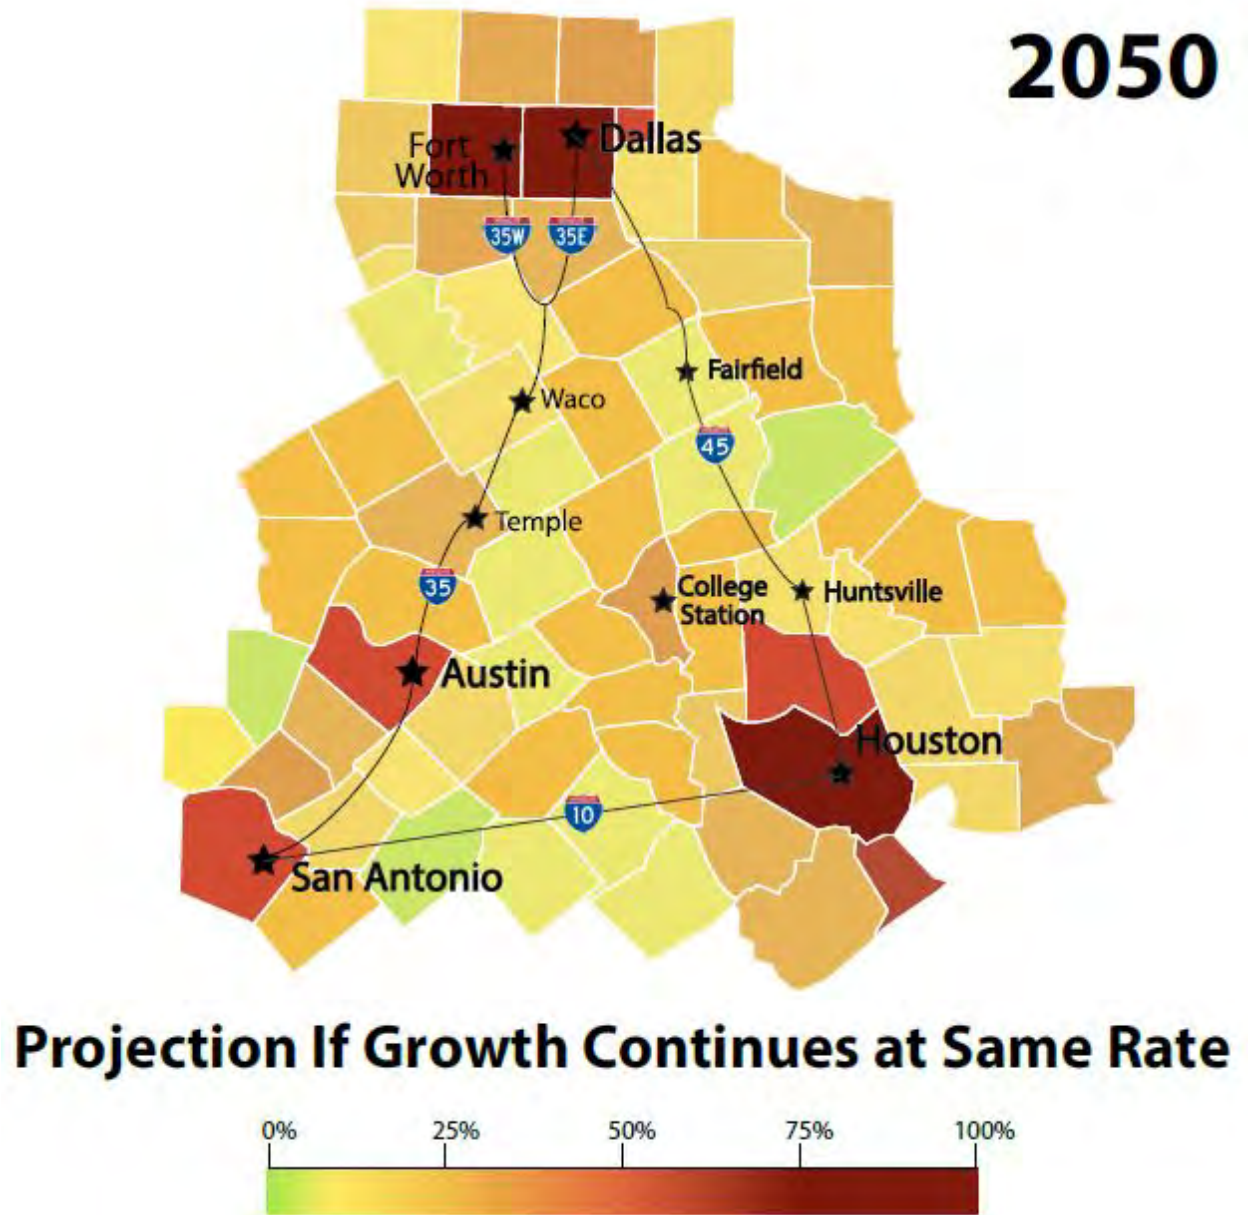 2050
Fort
Worth
Dallas
35W
35E
Fairfield
Waco
45
Temple
35
College
Station
Huntsville
Austin
Houston
10
San Antonio
Projection If Growth Continues at Same Rate
0% 25% 50% 75% 100%